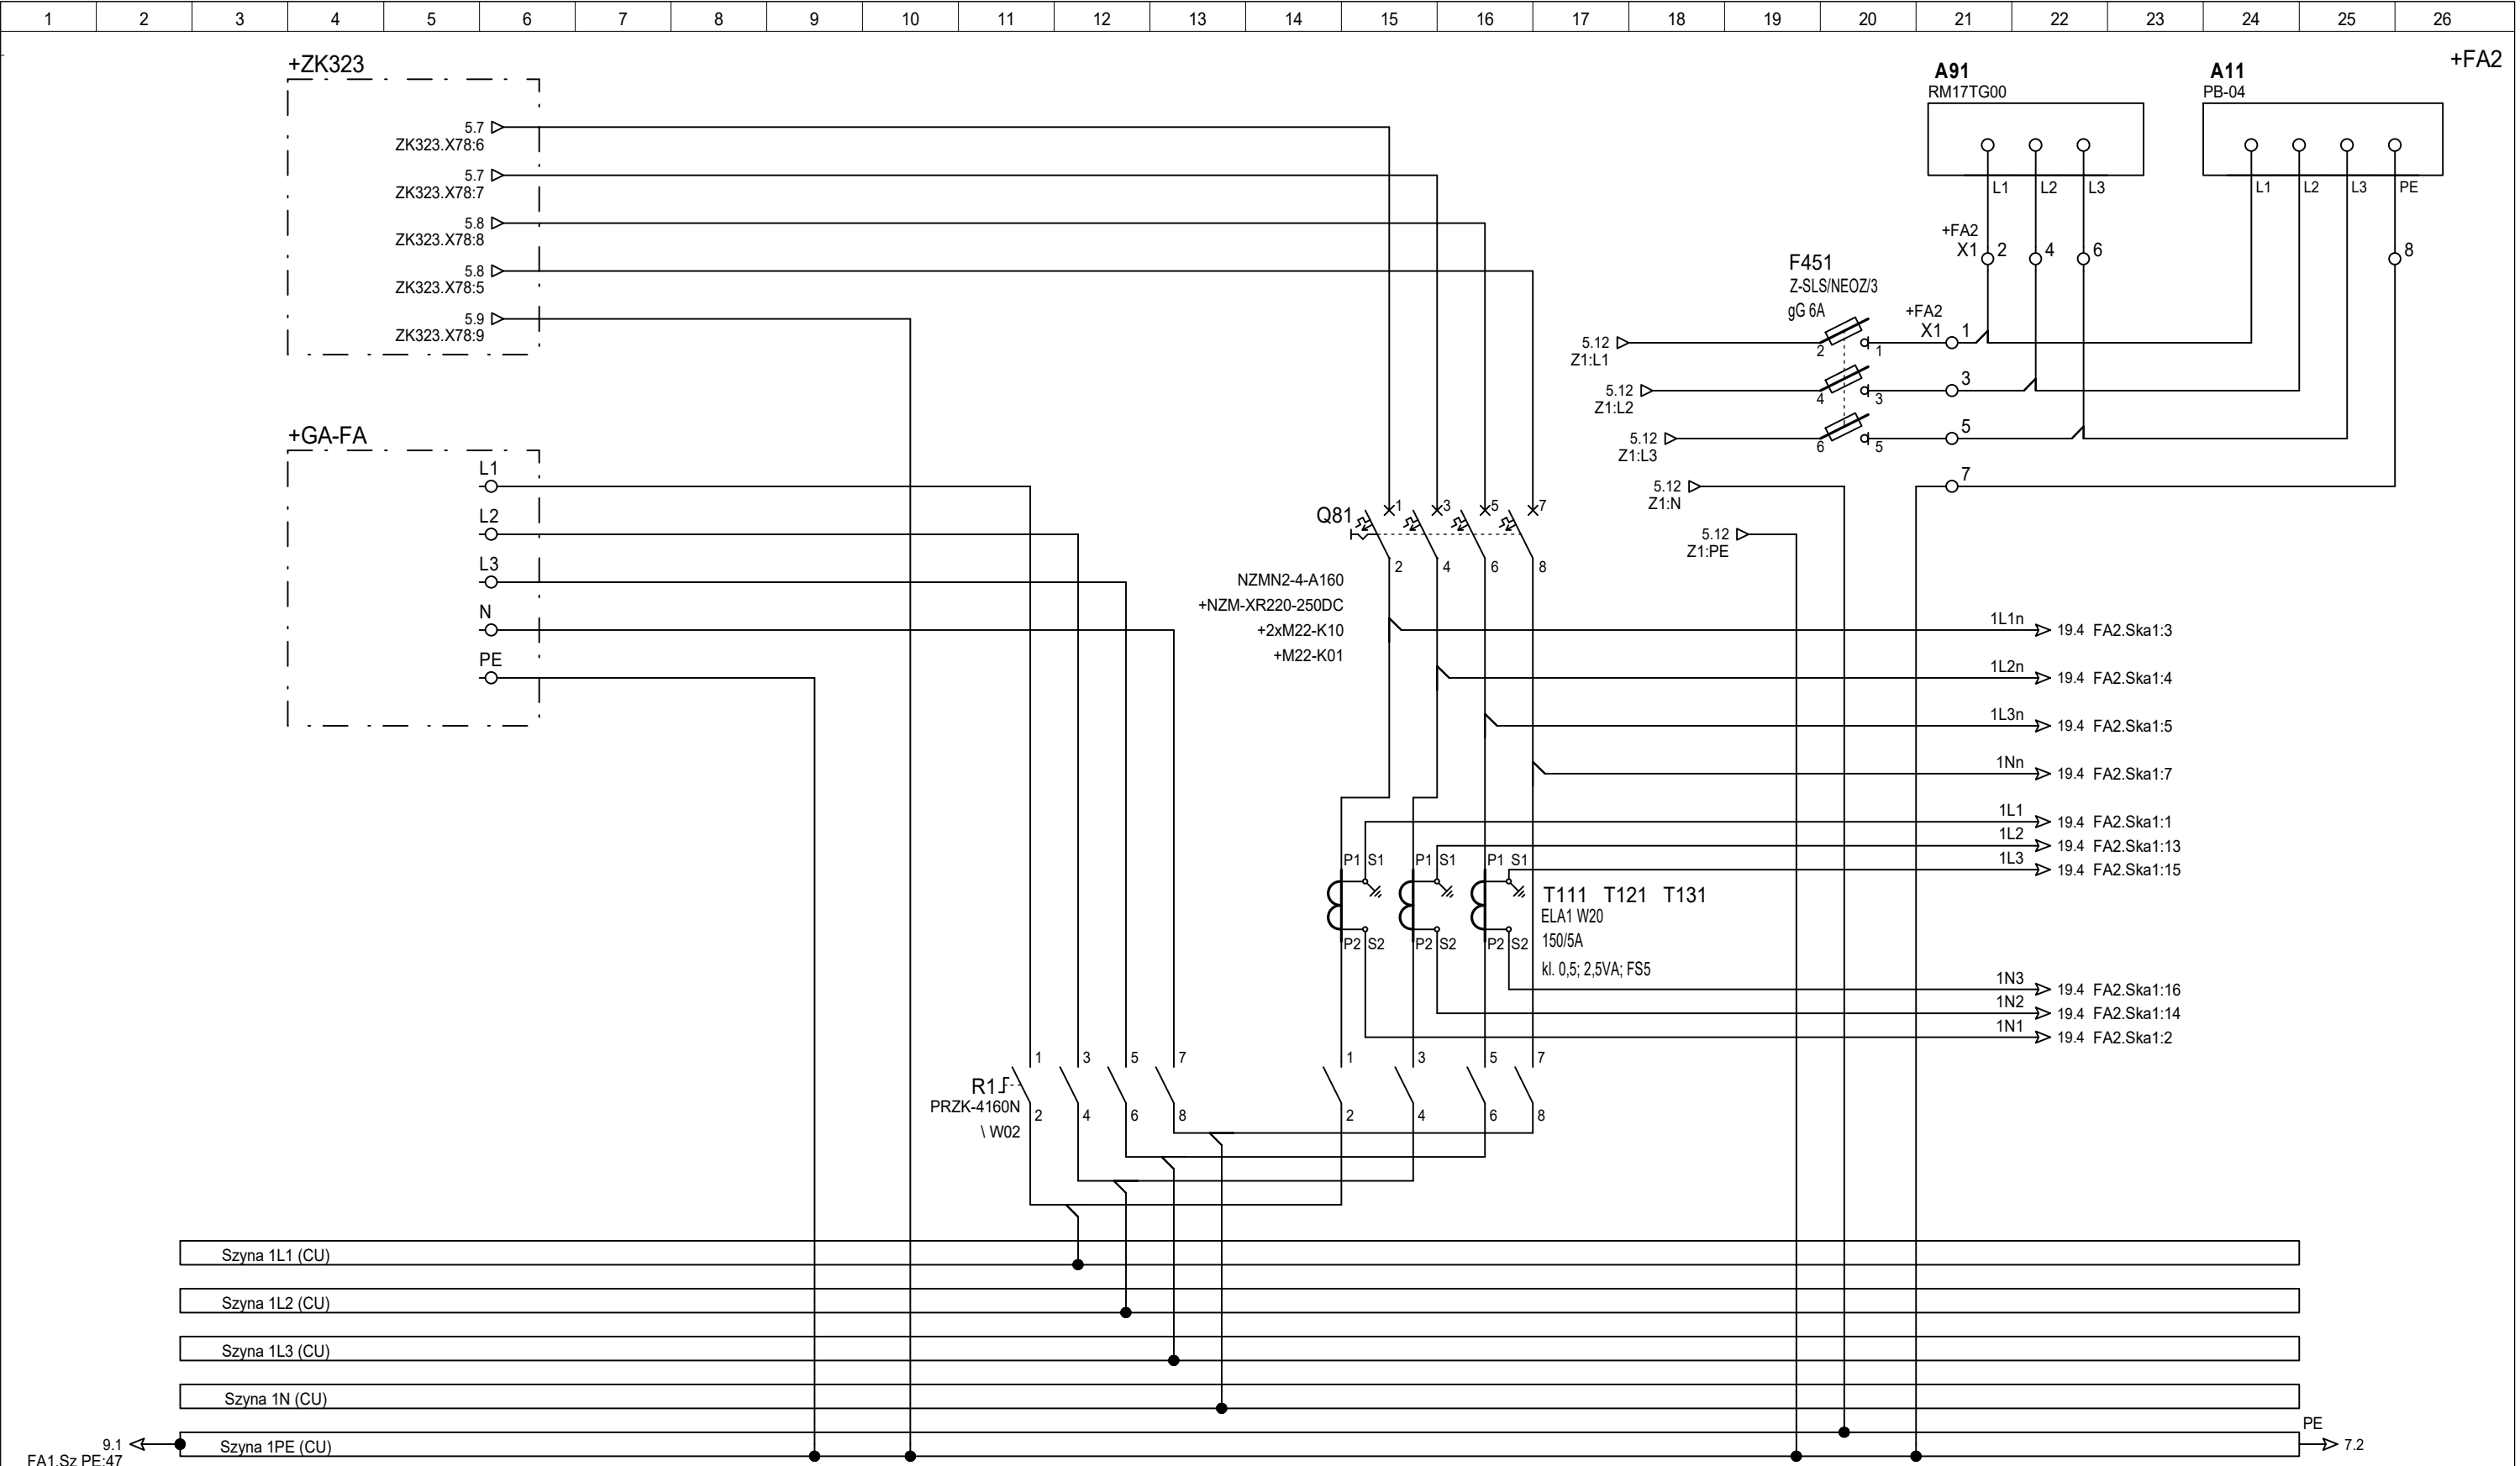 1 2 3 4 5 6 7 8 9 10 11 12 13 14 15 16 17 18 19 20 21 22 23 24 25 26
+FA2
+ZK323
5.7
ZK323.X78:6
5.7
ZK323.X78:7
5.8
ZK323.X78:8
5.8
ZK323.X78:5
5.9
ZK323.X78:9
+GA-FA
L1
L2
L3
N
PE
A91
RM17TG00
L1 L2 L3
A11
PB-04
L1 L2 L3 PE
+FA2
X1 2 4 6 8
F451
Z-SLS/NEOZ/3
gG 6A
+FA2
X1 1
5.12
Z1:L1
2 1
5.12
Z1:L2
4 3
3
5.12
Z1:L3
6 5
5
5.12
Z1:N
7
5.12
Z1:PE
Q81
1 3 5 7
2 4 6 8
NZMN2-4-A160
+NZM-XR220-250DC
+2xM22-K10
+M22-K01
1L1n 19.4 FA2.Ska1:3
1L2n 19.4 FA2.Ska1:4
1L3n 19.4 FA2.Ska1:5
1Nn 19.4 FA2.Ska1:7
1L1 19.4 FA2.Ska1:1
1L2 19.4 FA2.Ska1:13
1L3 19.4 FA2.Ska1:15
P1 S1 P1 S1 P1 S1
P2 S2 P2 S2 P2 S2
T111 T121 T131
ELA1 W20
150/5A
kl. 0,5; 2,5VA; FS5
1N3 19.4 FA2.Ska1:16
1N2 19.4 FA2.Ska1:14
1N1 19.4 FA2.Ska1:2
R1
PRZK-4160N
\ W02
1 3 5 7 1 3 5 7
2 4 6 8 2 4 6 8
Szyna 1L1 (CU)
Szyna 1L2 (CU)
Szyna 1L3 (CU)
Szyna 1N (CU)
Szyna 1PE (CU)
9.1
FA1.Sz PE:47
PE
7.2